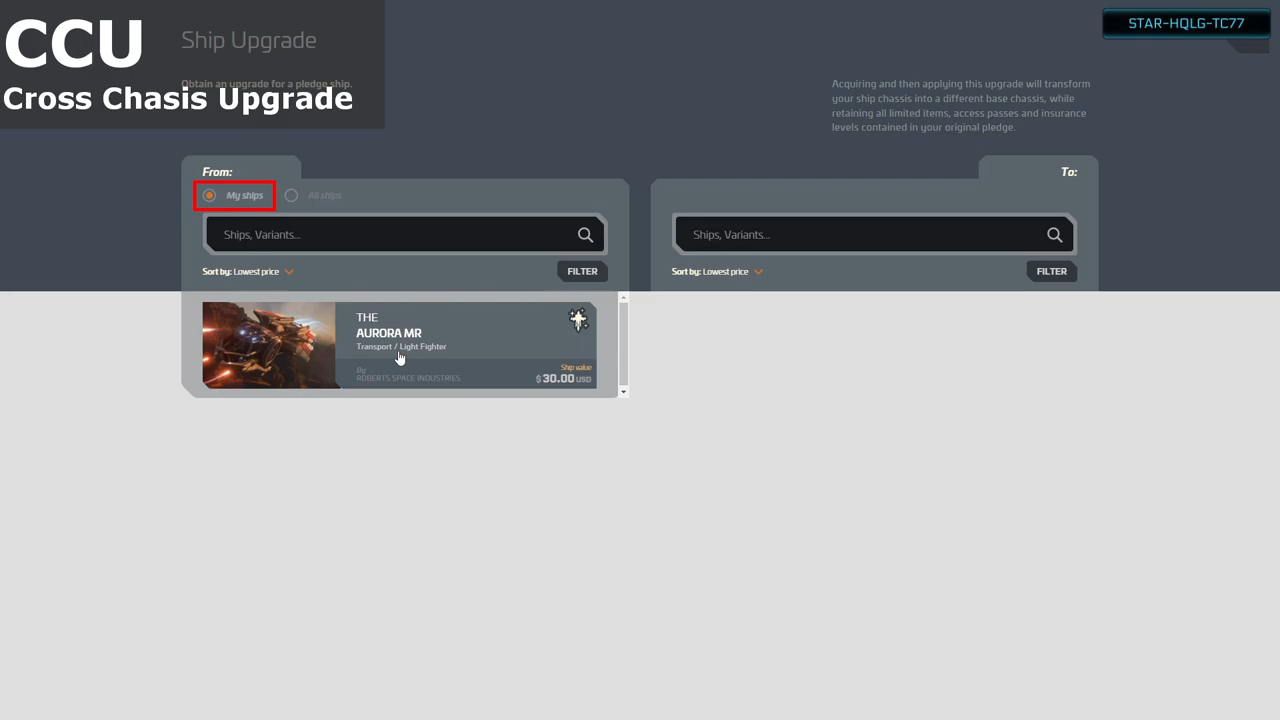 CCU
Cross Chasis Upgrade
Ship Upgrade
Obtain an upgrade for a pledge ship.
STAR-HQLG-TC77
Acquiring and then applying this upgrade will transform
your ship chassis into a different base chassis, while
retaining all limited items, access passes and insurance
levels contained in your original pledge.
From:
My ships
All ships
Ships, Variants...
Sort by: Lowest price
FILTER
THE
AURORA MR
Transport / Light Fighter
By
ROBERTS SPACE INDUSTRIES
Ship value
$30.00 USD
To:
Ships, Variants...
Sort by: Lowest price
FILTER